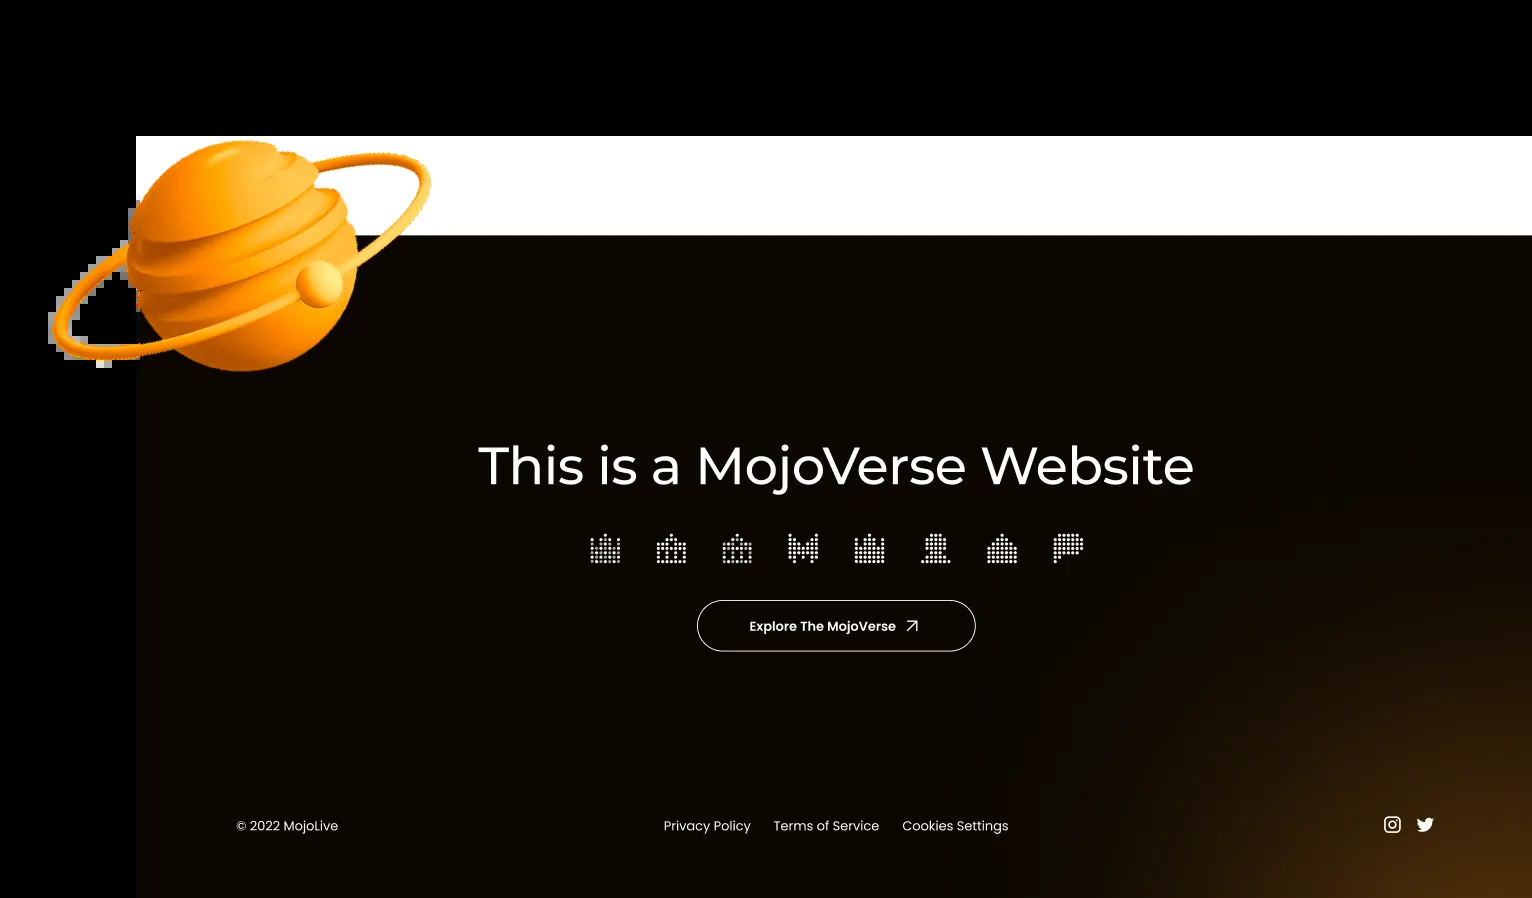 This is a MojoVerse Website
Explore The MojoVerse
© 2022 MojoLive
Privacy Policy
Terms of Service
Cookies Settings